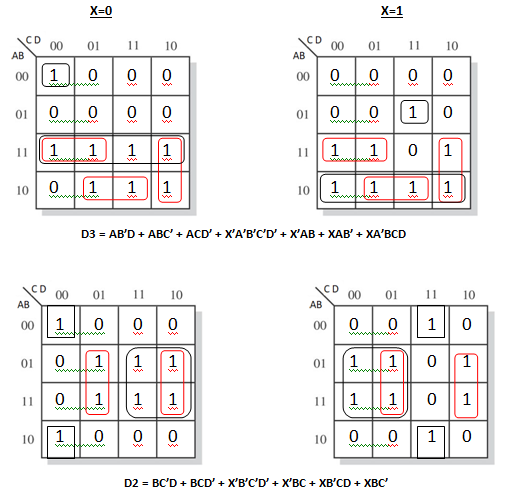 X=0 X=1
C D C D
AB 00 01 11 10 AB 00 01 11 10
00 1 0 0 0 00 0 0 0 0
01 0 0 0 0 01 0 0 1 0
11 1 1 1 1 11 1 1 0 1
10 0 1 1 1 10 1 1 1 1
D3 = AB'D + ABC' + ACD' + X'A'B'C'D' + X'AB + XAB' + XA'BCD
C D C D
AB 00 01 11 10 AB 00 01 11 10
00 1 0 0 0 00 0 0 1 0
01 0 1 1 1 01 1 1 0 1
11 0 1 1 1 11 1 1 0 1
10 1 0 0 0 10 0 0 1 0
D2 = BC'D + BCD' + X'B'C'D' + X'BC + XB'CD + XBC'